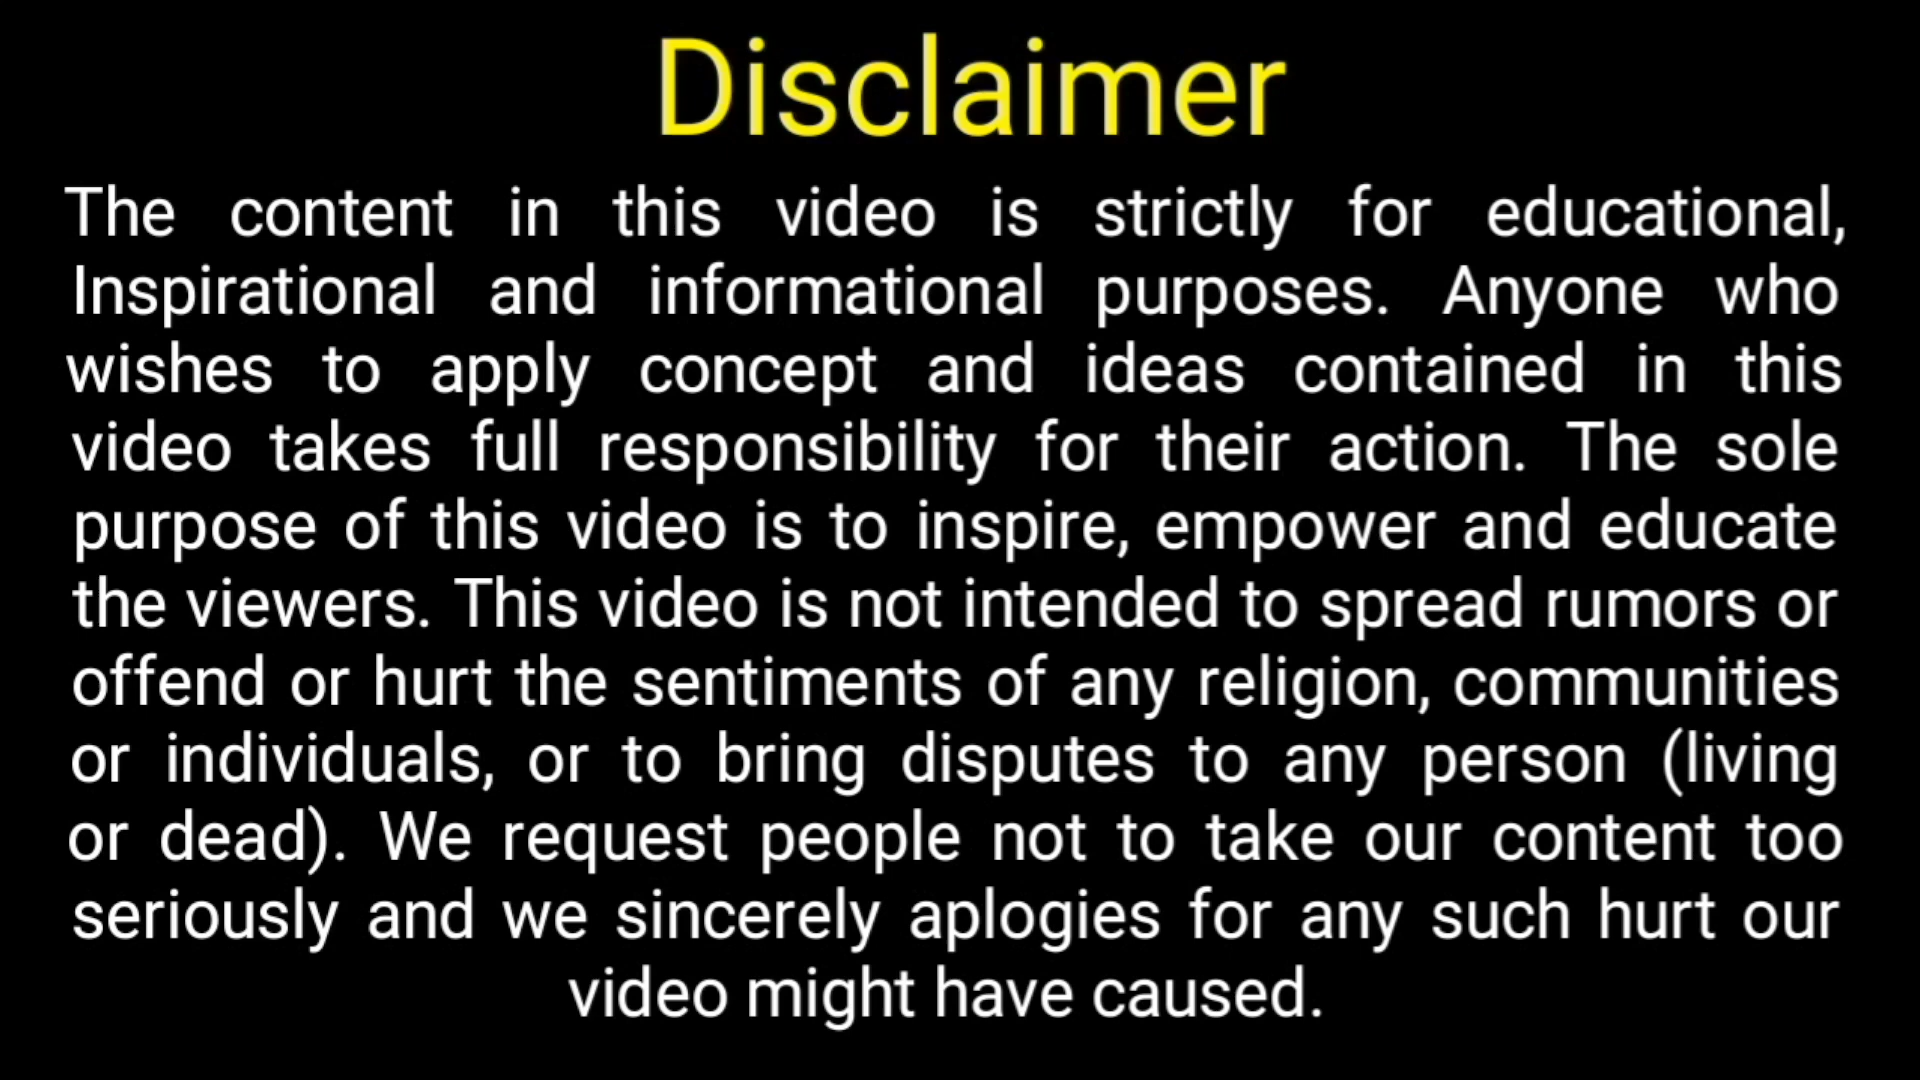 Disclaimer
The content in this video is strictly for educational,
Inspirational and informational purposes. Anyone who
wishes to apply concept and ideas contained in this
video takes full responsibility for their action. The sole
purpose of this video is to inspire, empower and educate
the viewers. This video is not intended to spread rumors or
offend or hurt the sentiments of any religion, communities
or individuals, or to bring disputes to any person (living
or dead). We request people not to take our content too
seriously and we sincerely aplogies for any such hurt our
video might have caused.